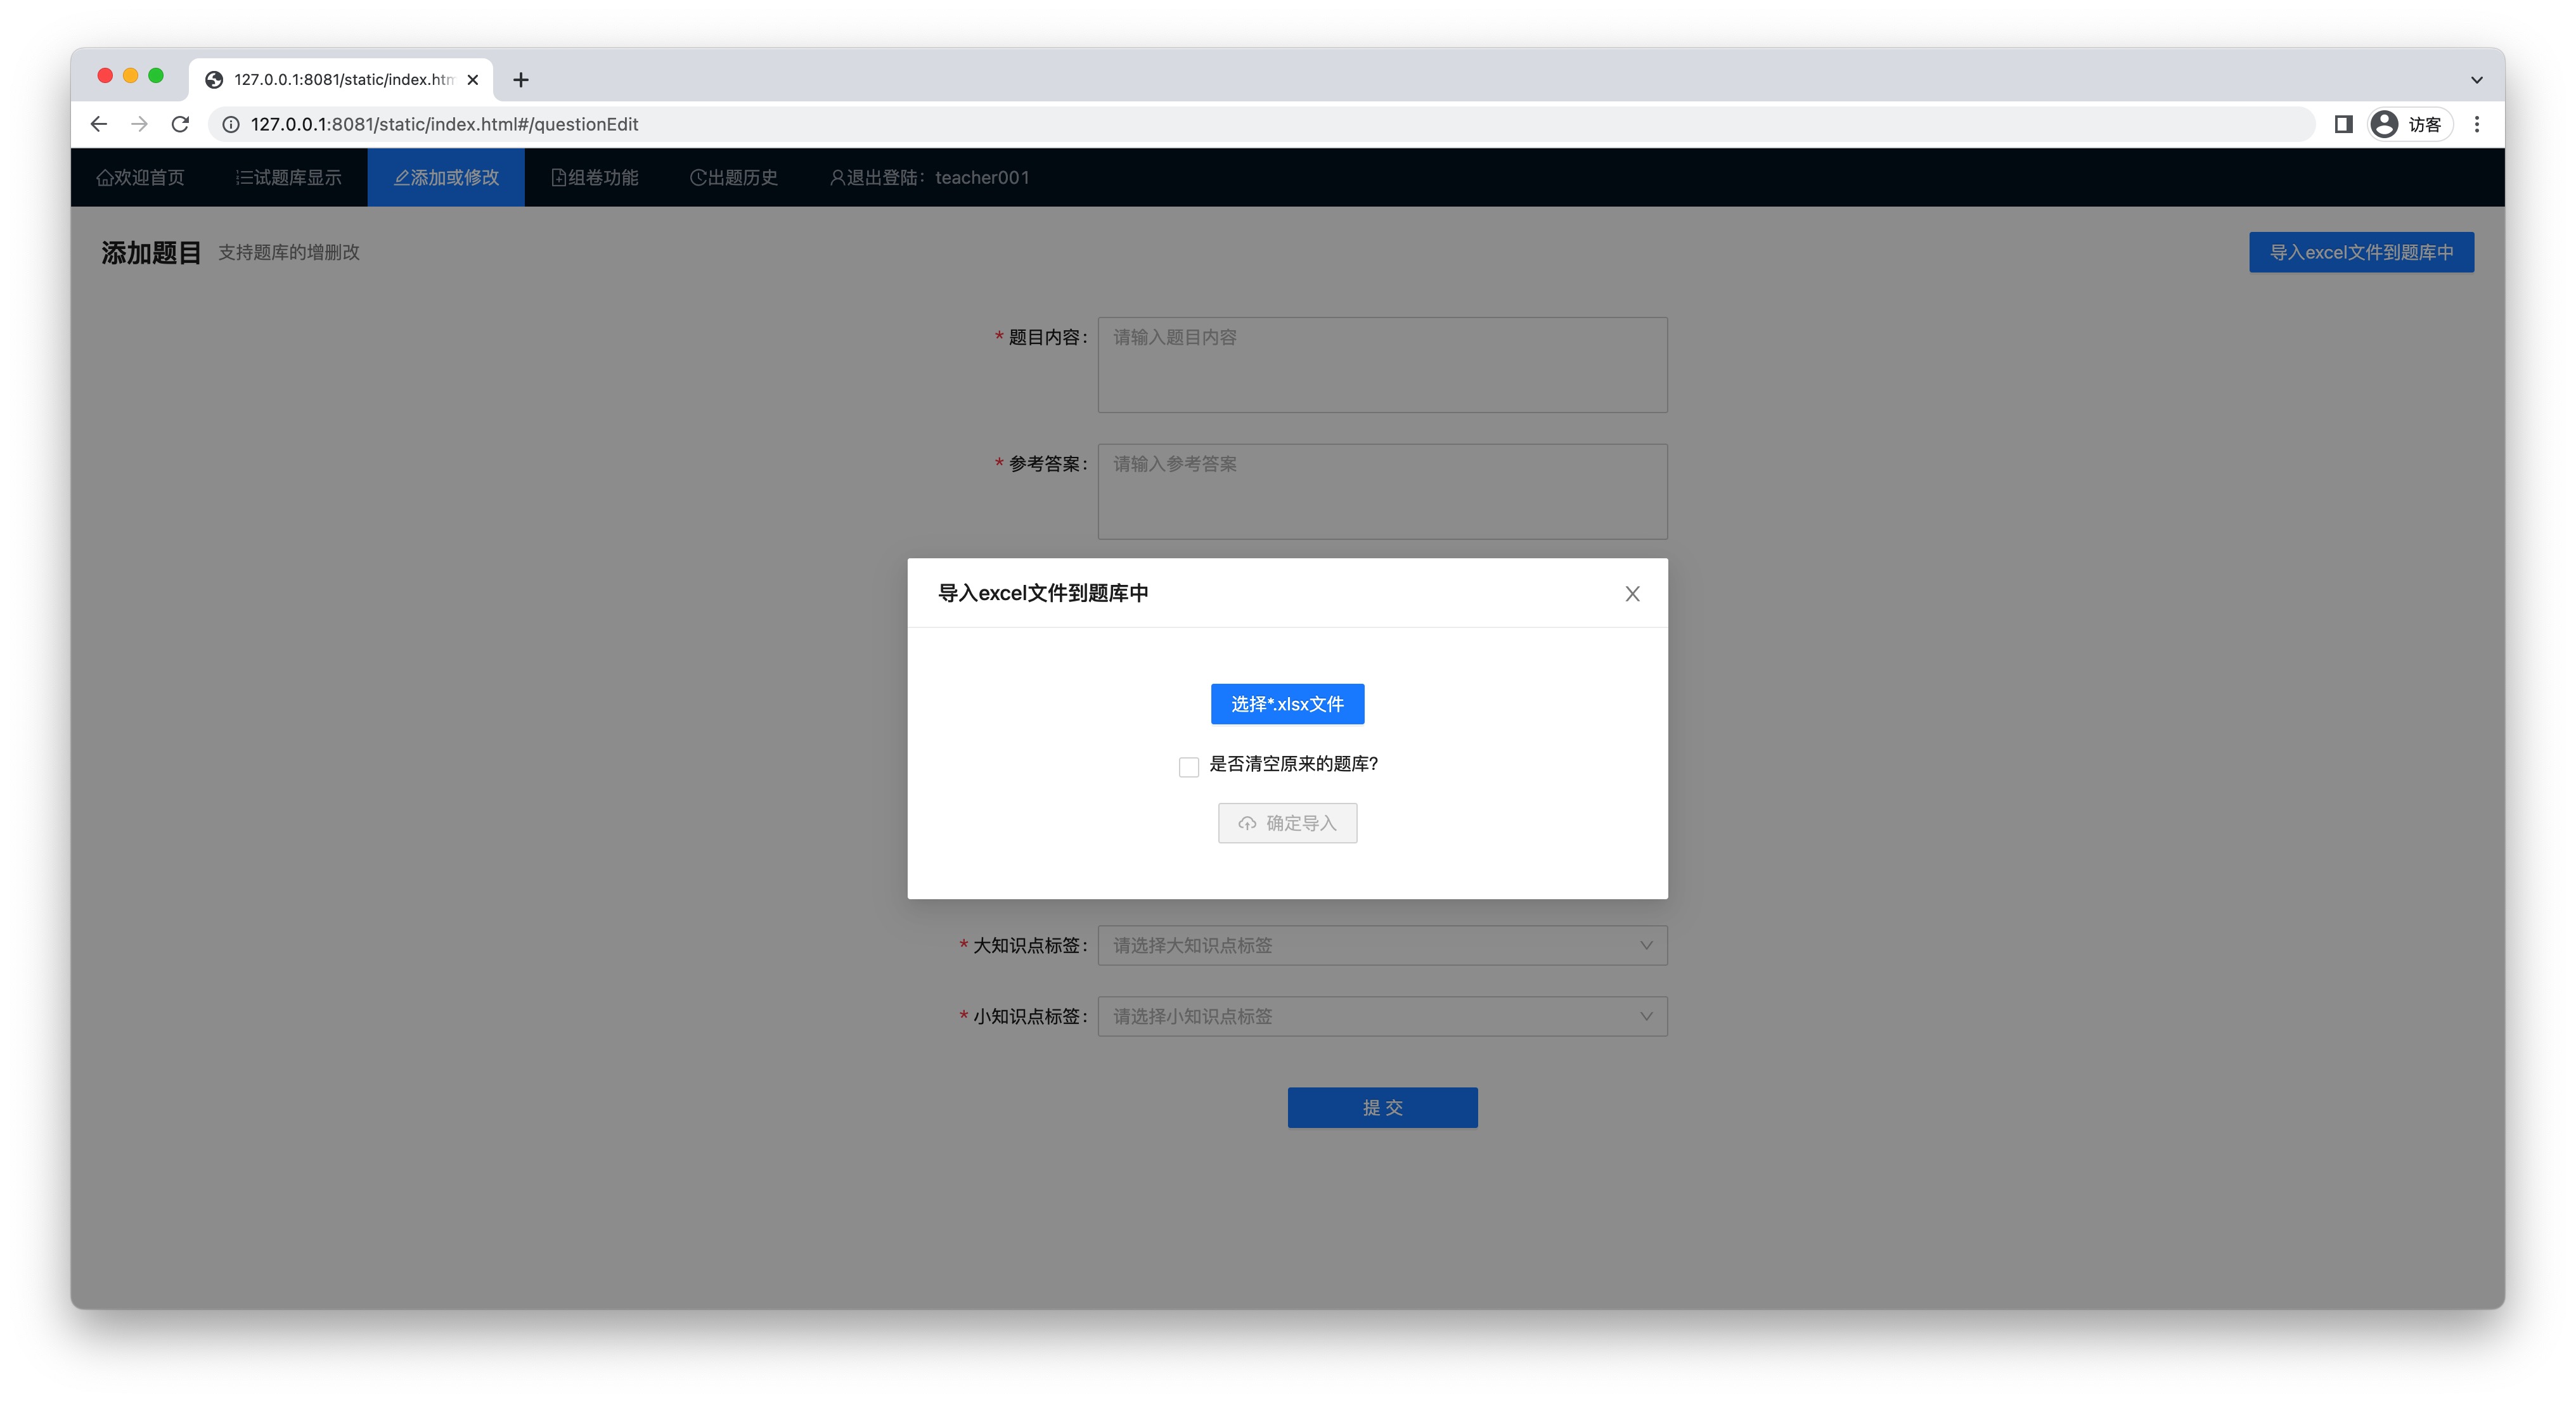 127.0.0.1:8081/static/index.htm
127.0.0.1:8081/static/index.html#/questionEdit
访客
欢迎首页 试题库显示 添加或修改 组卷功能 出题历史 退出登陆：teacher001
添加题目 支持题库的增删改 导入excel文件到题库中
* 题目内容: 请输入题目内容
* 参考答案: 请输入参考答案
导入excel文件到题库中
选择*.xlsx文件
是否清空原来的题库?
确定导入
* 大知识点标签: 请选择大知识点标签
* 小知识点标签: 请选择小知识点标签
提 交